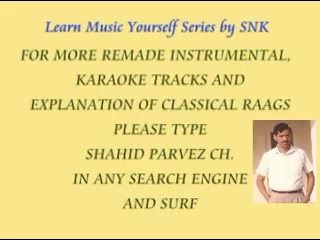 Learn Music Yourself Series by SNK
FOR MORE REMADE INSTRUMENTAL,
KARAOKE TRACKS AND
EXPLANATION OF CLASSICAL RAAGS
PLEASE TYPE
SHAHID PARVEZ CH.
IN ANY SEARCH ENGINE
AND SURF